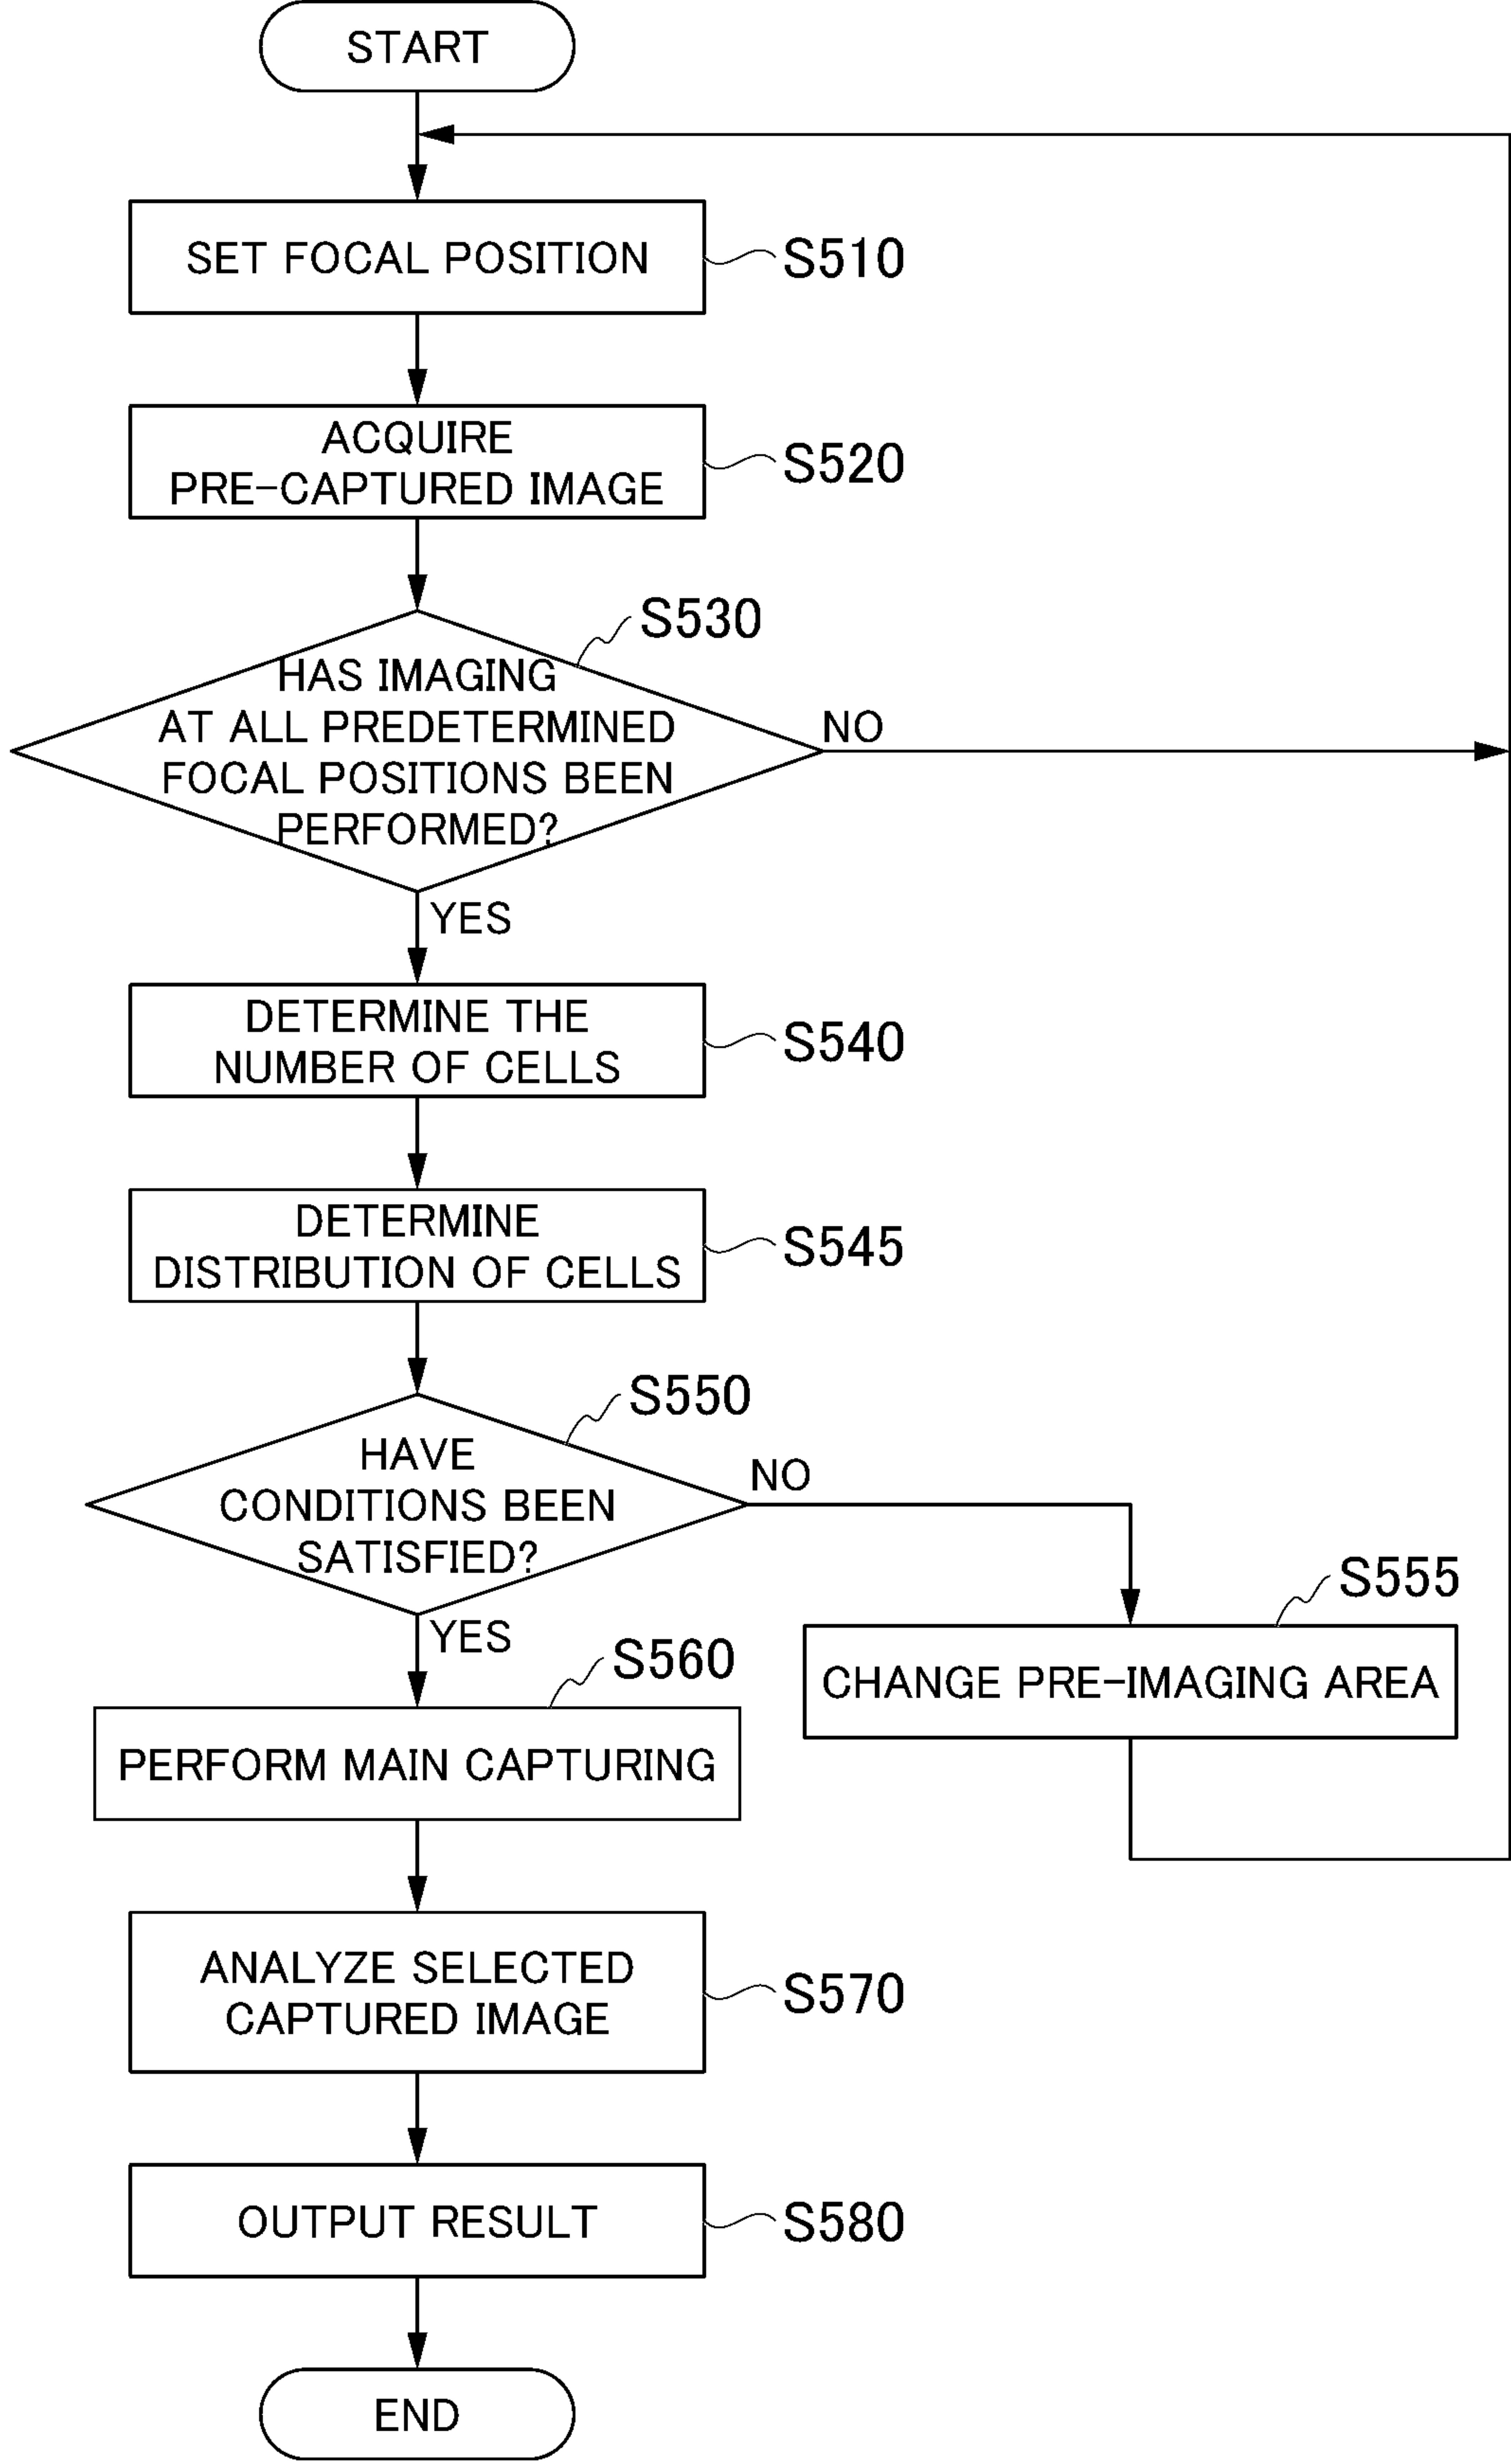 START
SET FOCAL POSITION
S510
ACQUIRE
PRE-CAPTURED IMAGE
S520
S530
HAS IMAGING
AT ALL PREDETERMINED
FOCAL POSITIONS BEEN
PERFORMED?
NO
YES
DETERMINE THE
NUMBER OF CELLS
S540
DETERMINE
DISTRIBUTION OF CELLS
S545
S550
HAVE
CONDITIONS BEEN
SATISFIED?
NO
YES
S555
CHANGE PRE-IMAGING AREA
S560
PERFORM MAIN CAPTURING
ANALYZE SELECTED
CAPTURED IMAGE
S570
OUTPUT RESULT
S580
END